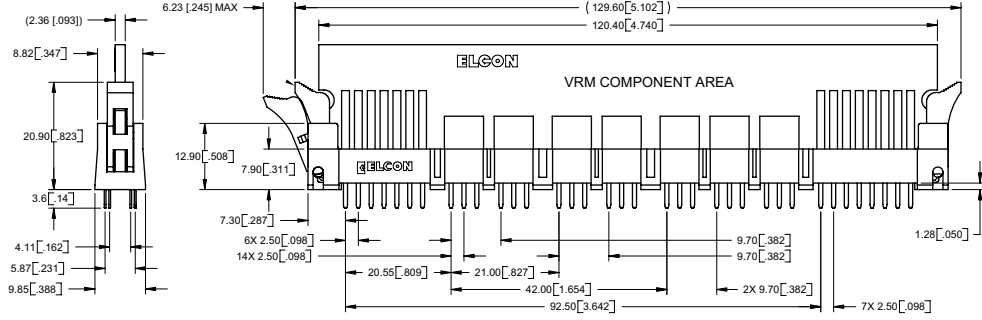 6.23 [.245] MAX
( 129.60[5.102] )
(2.36 [.093])
120.40[4.740]
8.82[.347]
ELCON
VRM COMPONENT AREA
20.90[.823]
12.90[.508]
7.90[.311]
ELCON
3.6[.14]
7.30[.287]
1.28[.050]
4.11[.162]
6X 2.50[.098]
9.70[.382]
14X 2.50[.098]
9.70[.382]
5.87[.231]
20.55[.809]
21.00[.827]
9.85[.388]
42.00[1.654]
2X 9.70[.382]
92.50[3.642]
7X 2.50[.098]